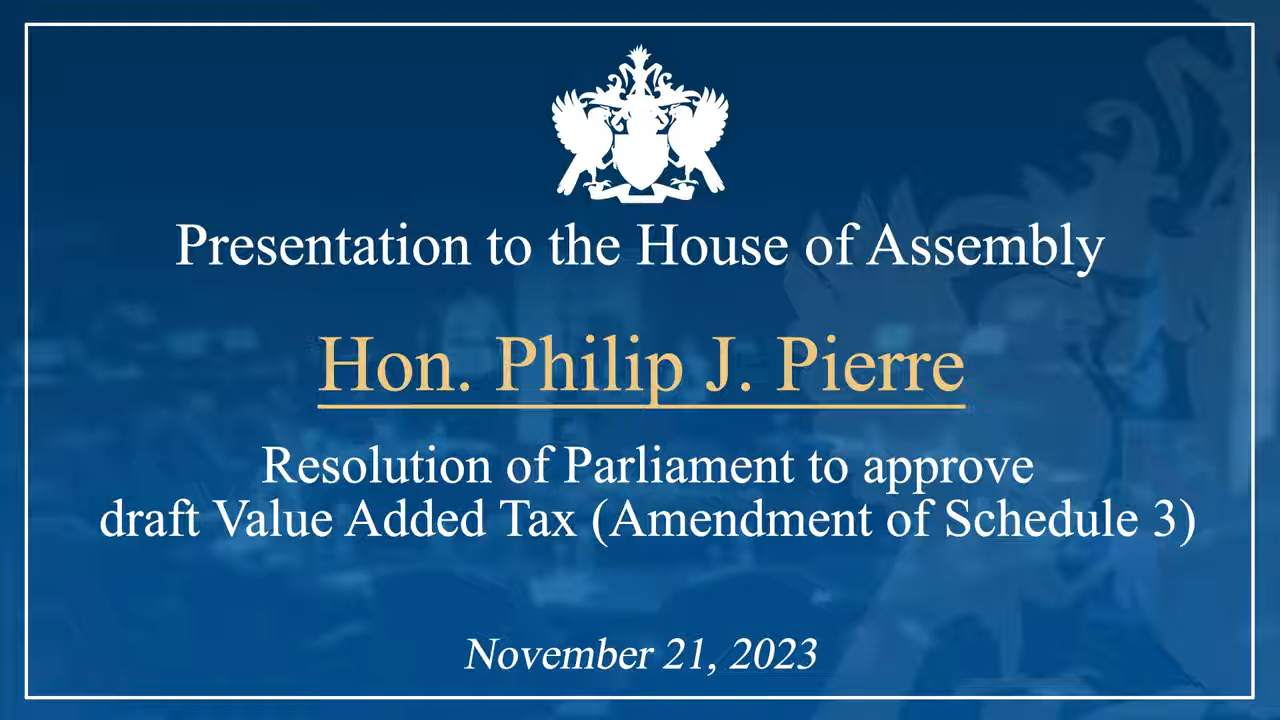 Presentation to the House of Assembly
Hon. Philip J. Pierre
Resolution of Parliament to approve
draft Value Added Tax (Amendment of Schedule 3)
November 21, 2023